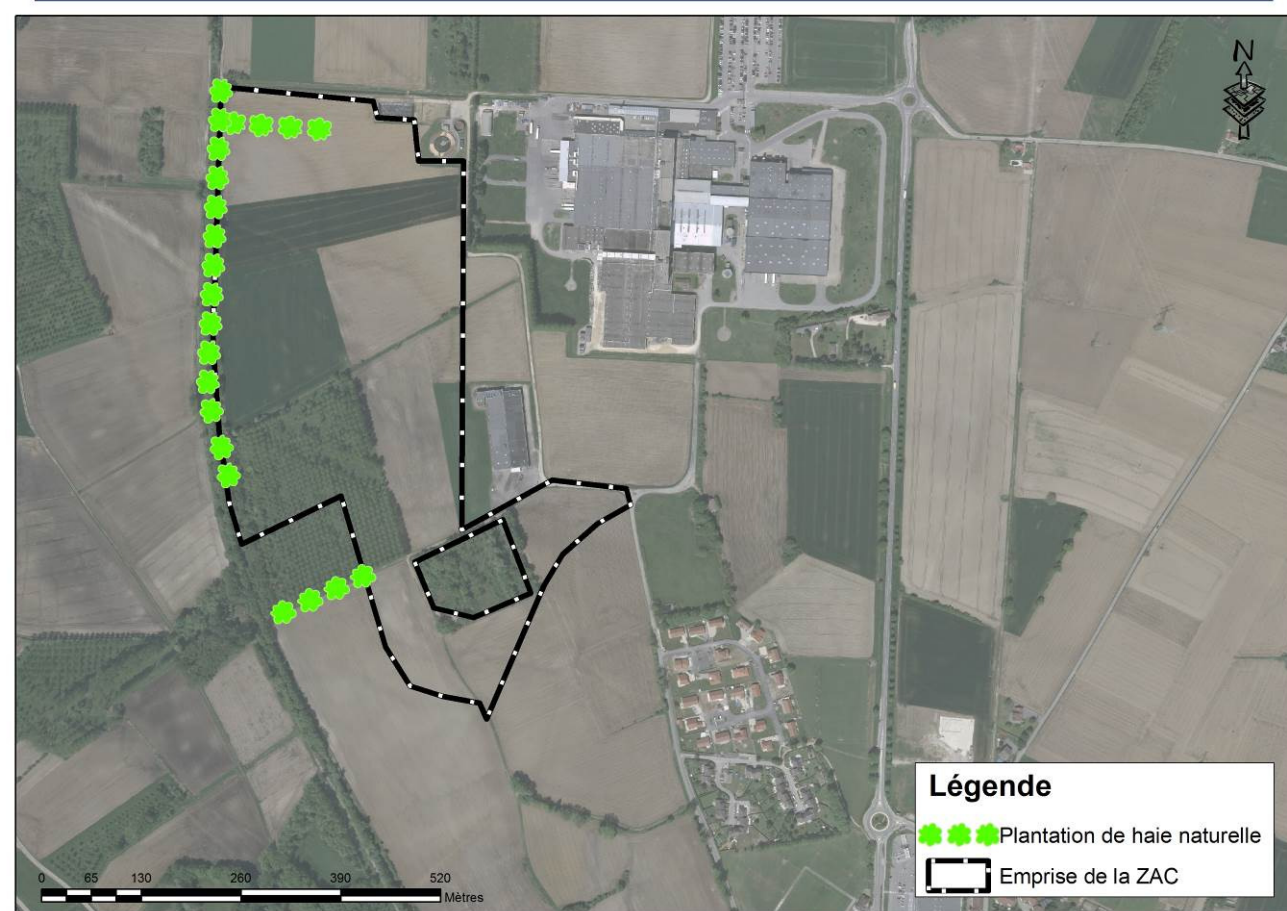 N
Légende
Plantation de haie naturelle
Emprise de la ZAC
0 65 130 260 390 520
Mètres